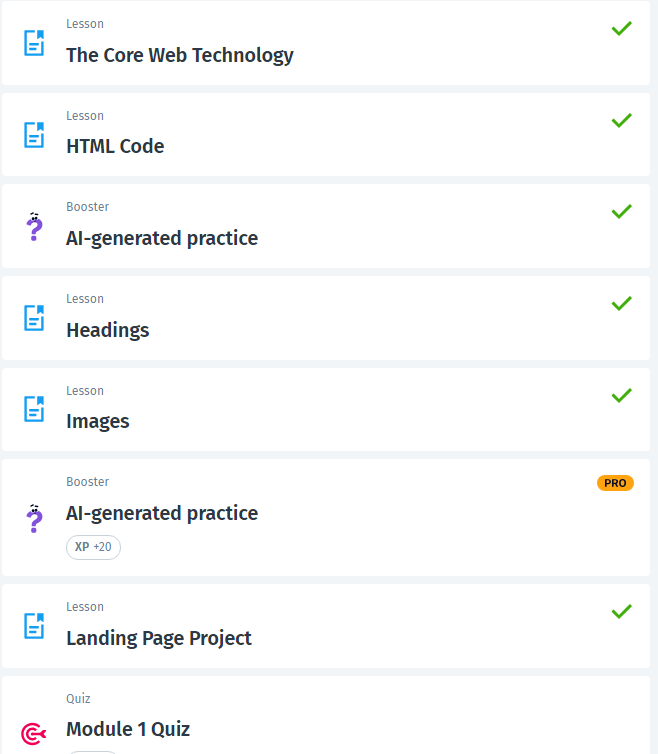 Lesson
The Core Web Technology
Lesson
HTML Code
Booster
AI-generated practice
Lesson
Headings
Lesson
Images
Booster
PRO
AI-generated practice
XP +20
Lesson
Landing Page Project
Quiz
Module 1 Quiz